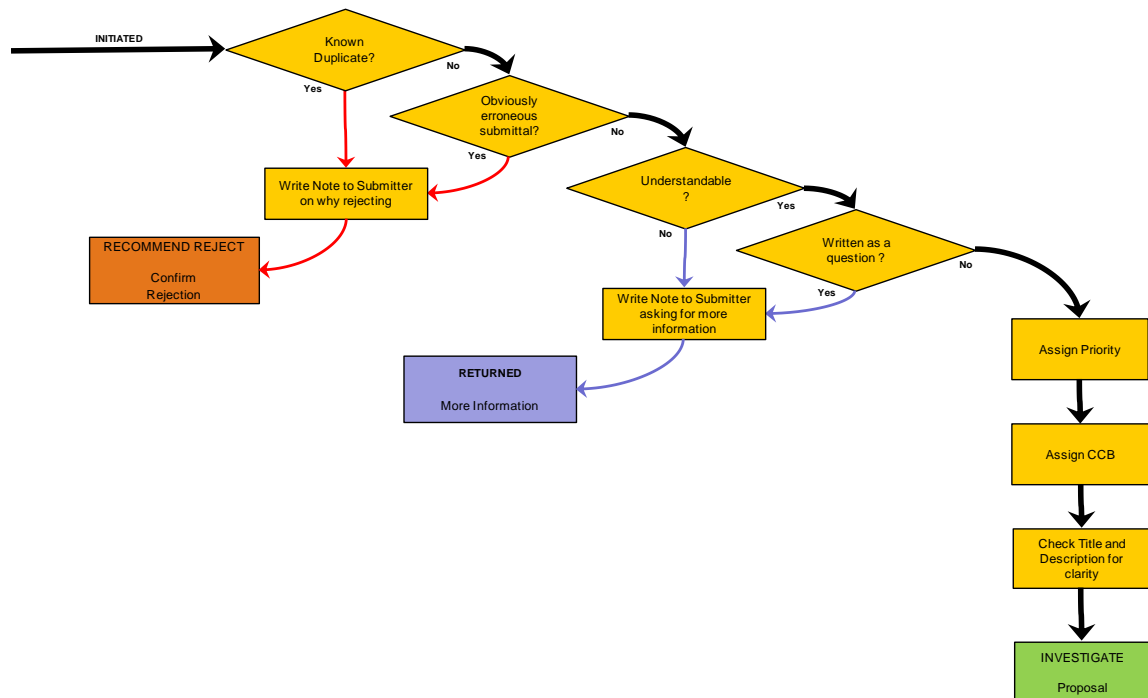 INITIATED
Known
Duplicate?
No
Yes
Obviously
erroneous
submittal?
No
Yes
Write Note to Submitter
on why rejecting
Understandable
?
Yes
No
RECOMMEND REJECT
Confirm
Rejection
Written as a
question ?
No
Yes
Write Note to Submitter
asking for more
information
RETURNED
More Information
Assign Priority
Assign CCB
Check Title and
Description for
clarity
INVESTIGATE
Proposal